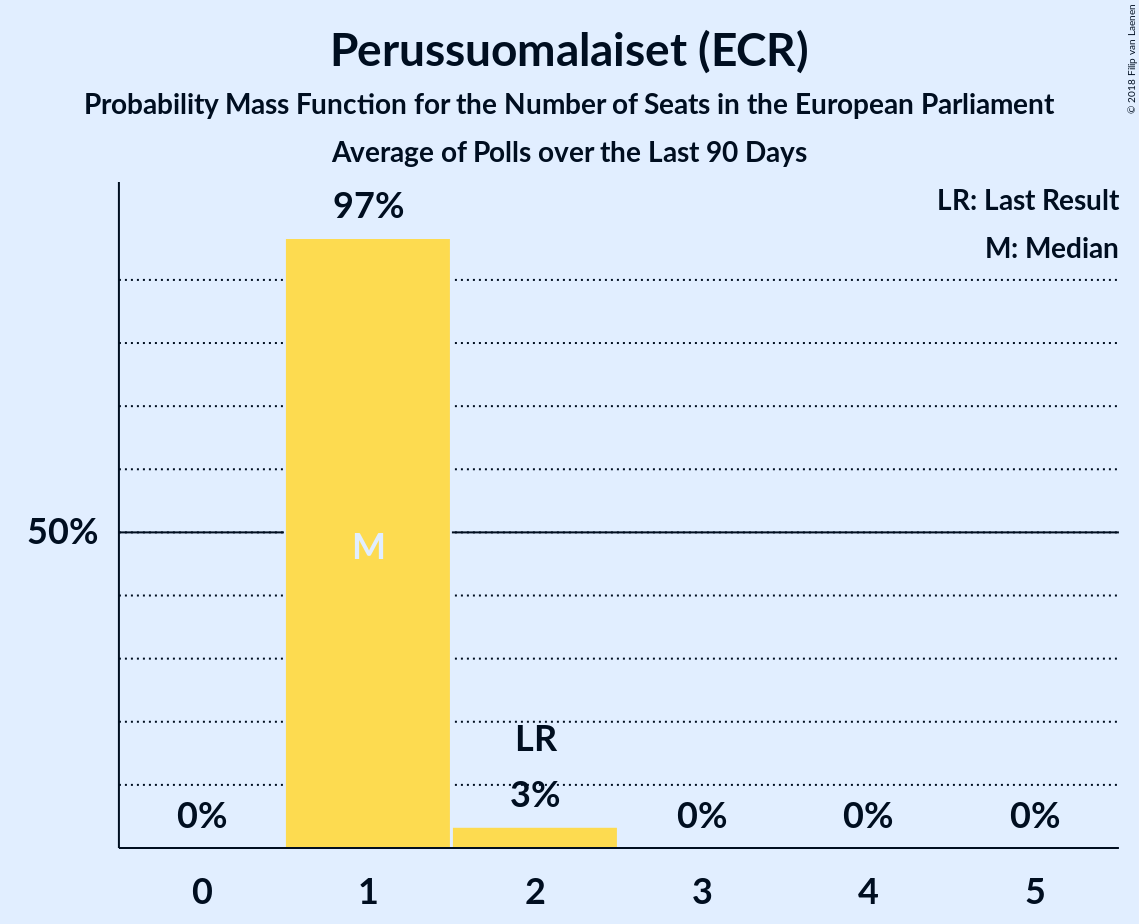 Perussuomalaiset (ECR)
Probability Mass Function for the Number of Seats in the European Parliament
Average of Polls over the Last 90 Days
© 2018 Filip van Laenen
LR: Last Result
M: Median
97%
50%
M
LR
0%
3%
0%
0%
0%
0
1
2
3
4
5